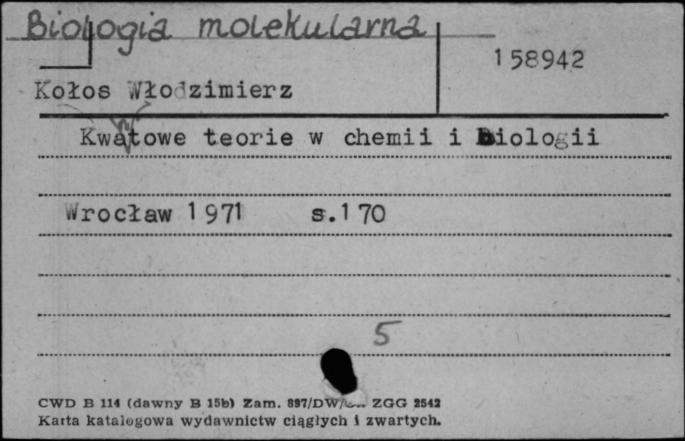 Biologia molekularna
158942
Kołos Włodzimierz
Kwatowe teorie w chemii i Biologii
Wrocław 1971 s.170
5
CWD B 114 (dawny B 15b) Zam. 897/DW/ ZGG 2542
Karta katalogowa wydawnictw ciągłych i zwartych.